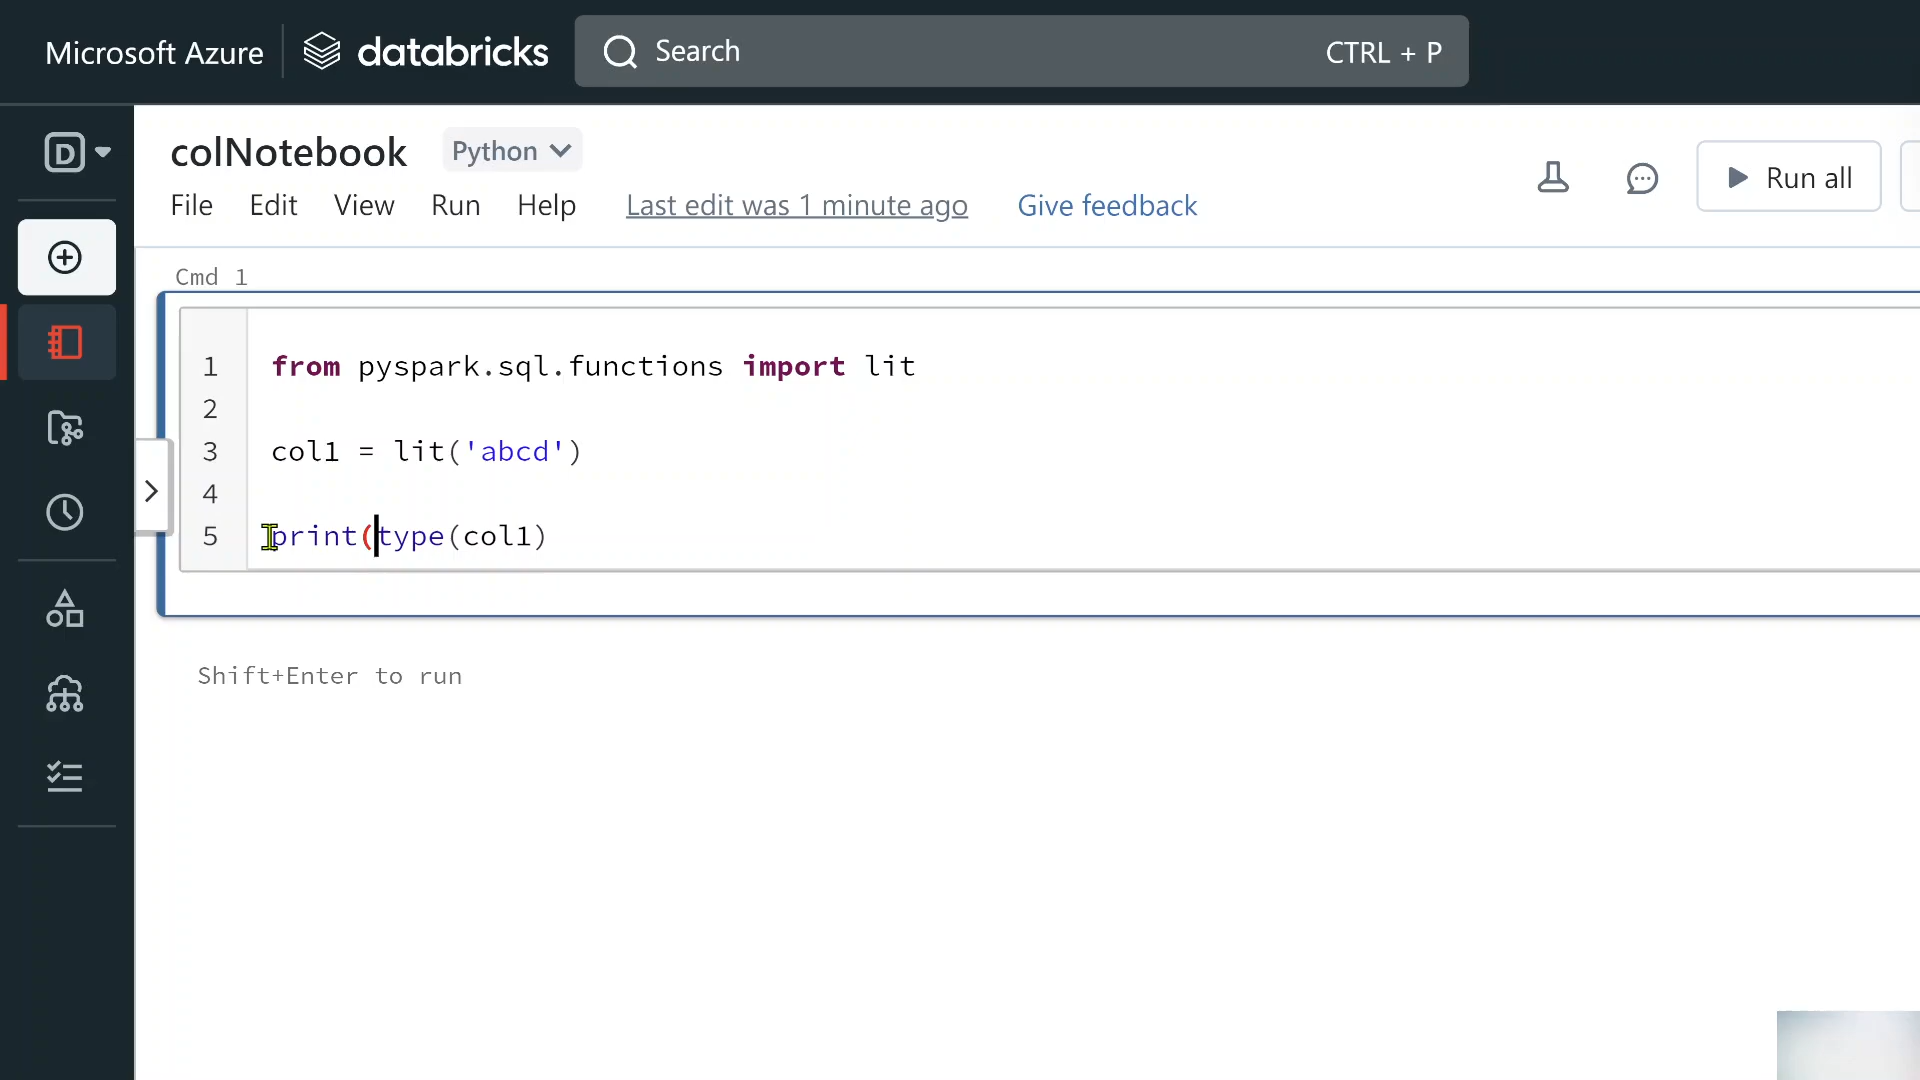 Microsoft Azure databricks Search CTRL + P
D
colNotebook Python
File Edit View Run Help Last edit was 1 minute ago Give feedback
Run all
Cmd 1
1 from pyspark.sql.functions import lit
2
3 col1 = lit('abcd')
4
5 print(type(col1)
Shift+Enter to run